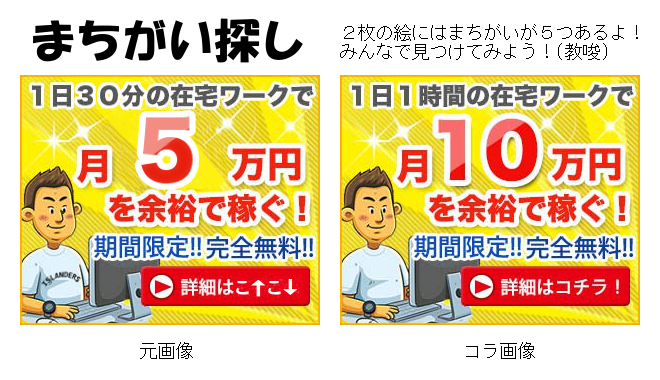 まちがい探し
２枚の絵にはまちがいが５つあるよ！
みんなで見つけてみよう！（教唆）
１日３０分の在宅ワークで
月５万円
を余裕で稼ぐ！
期間限定!! 完全無料!!
ISLANDERS
詳細はこ↑こ↓
元画像
１日１時間の在宅ワークで
月10万円
を余裕で稼ぐ！
期間限定!! 完全無料!!
詳細はコチラ！
コラ画像